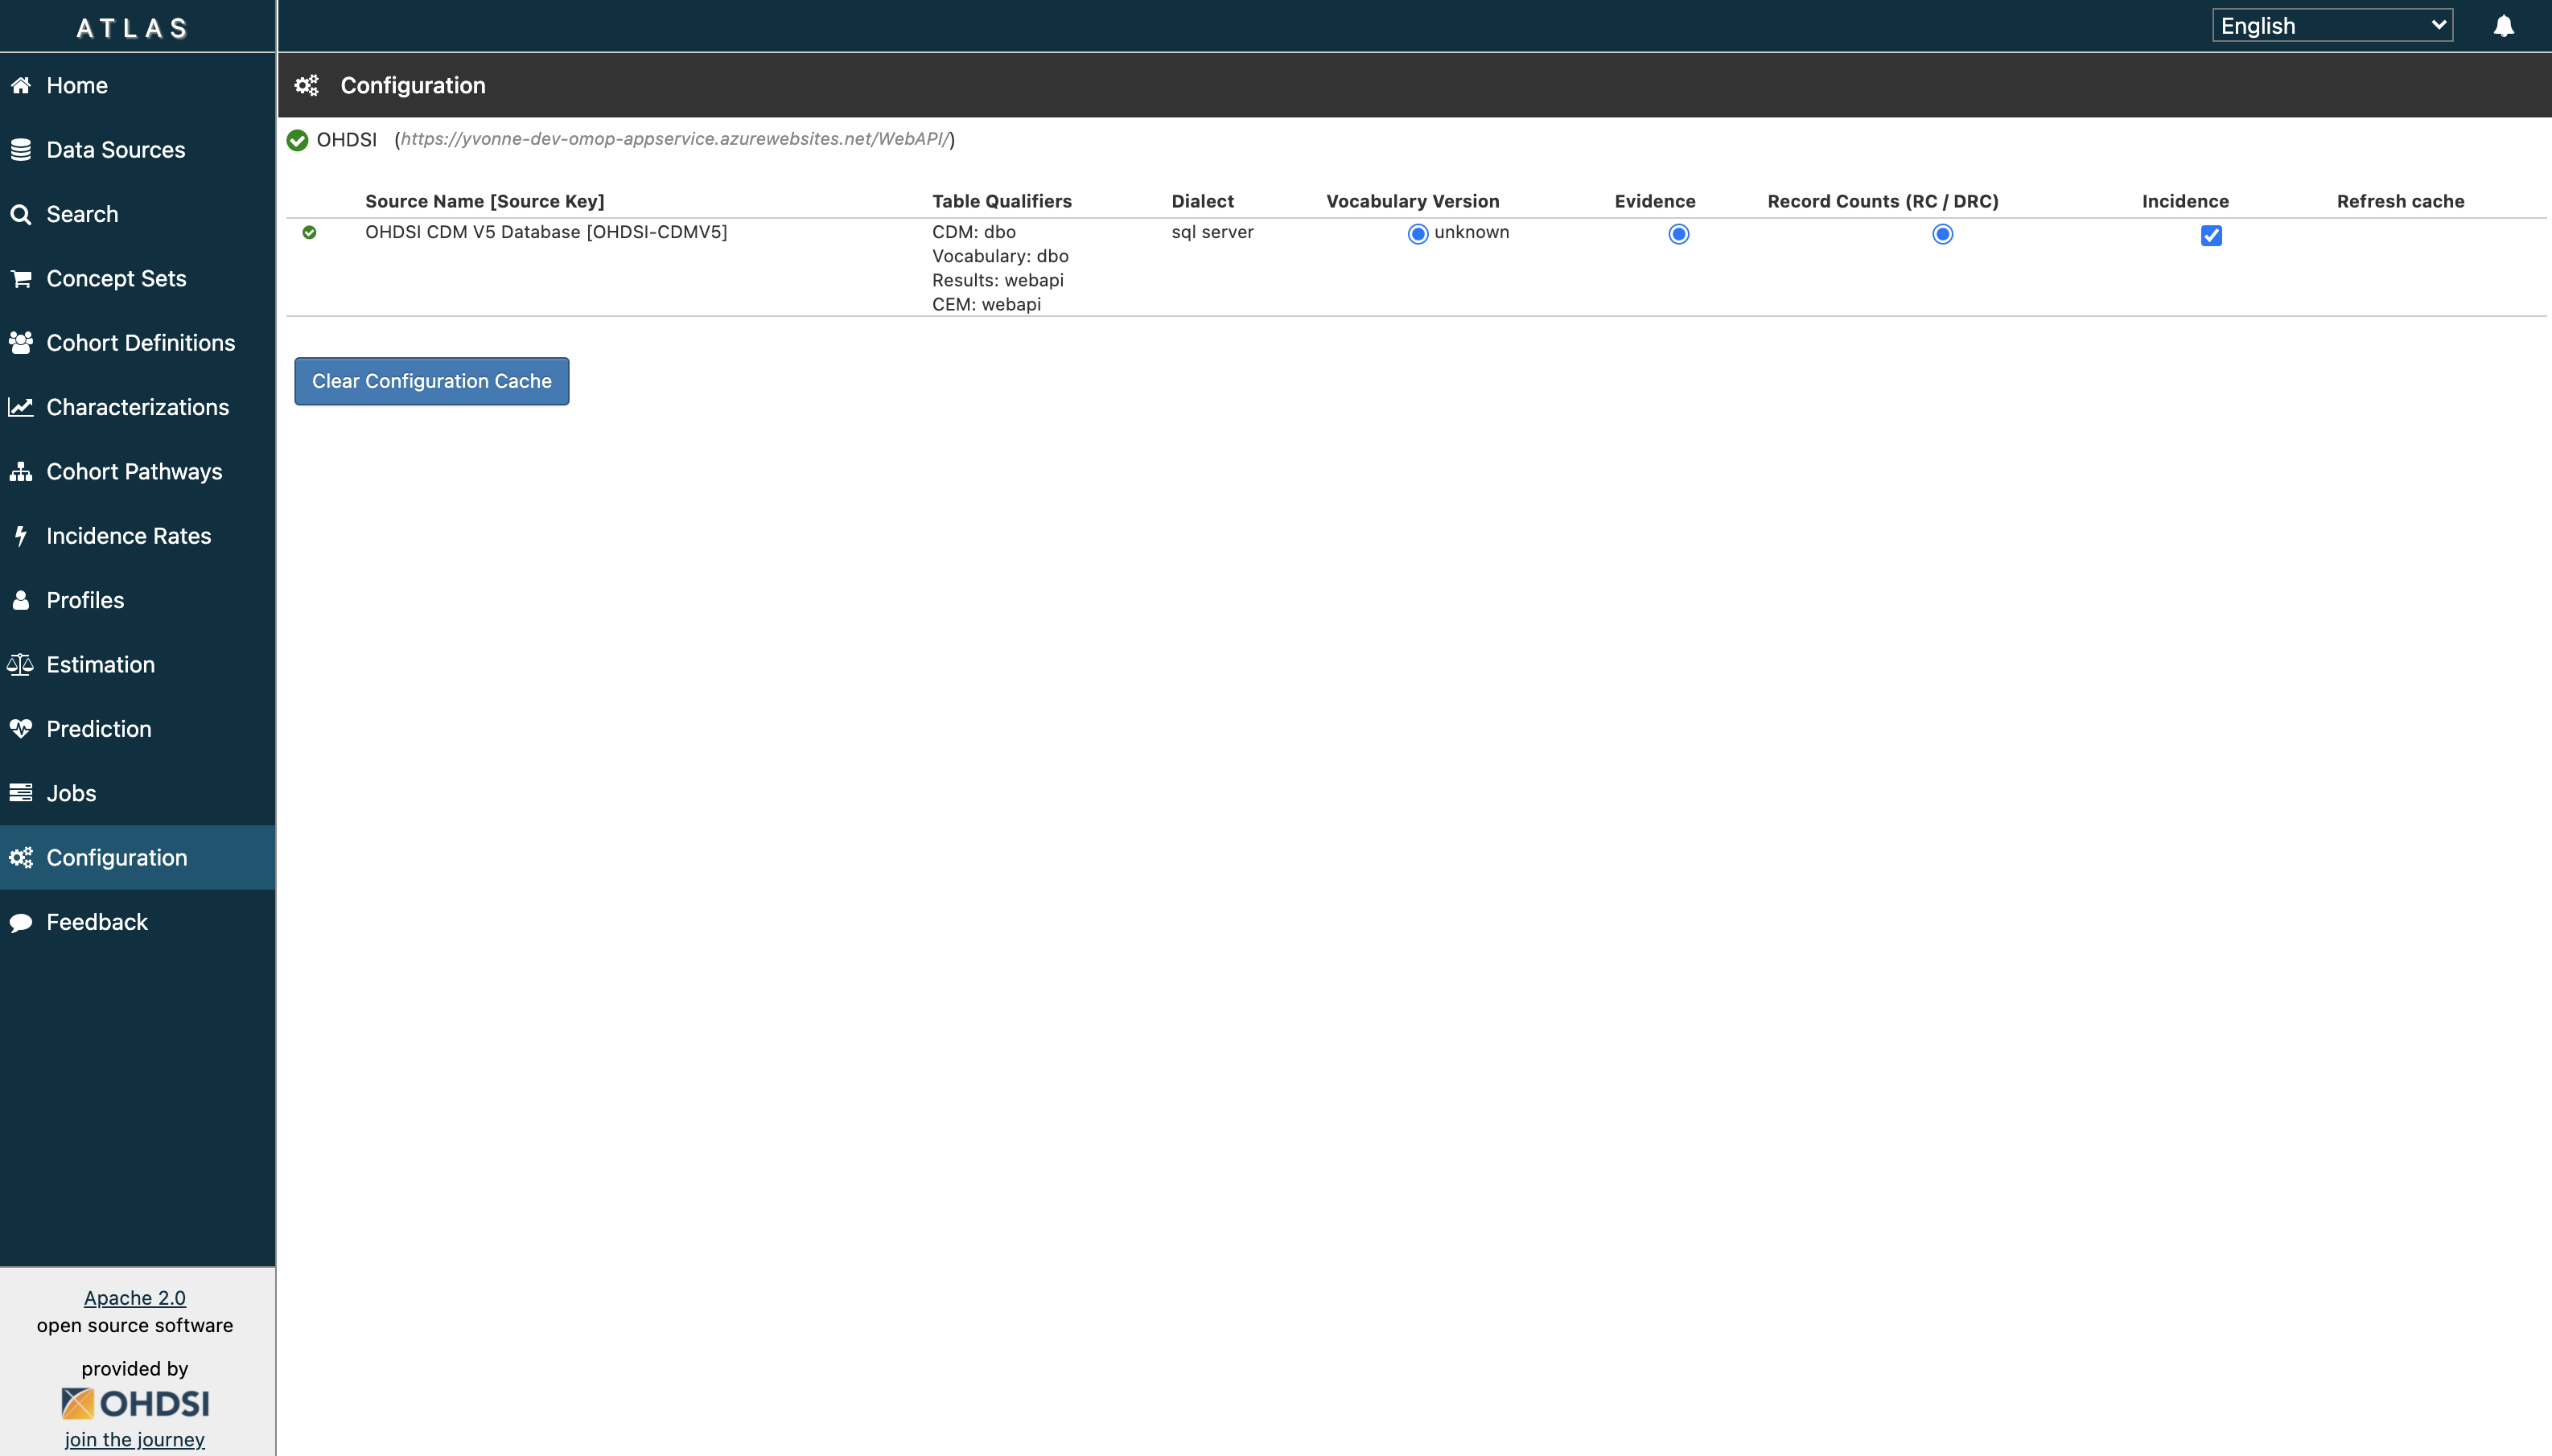 ATLAS
English
Home
Data Sources
Search
Concept Sets
Cohort Definitions
Characterizations
Cohort Pathways
Incidence Rates
Profiles
Estimation
Prediction
Jobs
Configuration
Feedback
Apache 2.0
open source software
provided by
OHDSI
join the journey
Configuration
OHDSI (https://yvonne-dev-omop-appservice.azurewebsites.net/WebAPI/)
Source Name [Source Key] Table Qualifiers Dialect Vocabulary Version Evidence Record Counts (RC / DRC) Incidence Refresh cache
OHDSI CDM V5 Database [OHDSI-CDMV5] CDM: dbo sql server unknown
Vocabulary: dbo
Results: webapi
CEM: webapi
Clear Configuration Cache